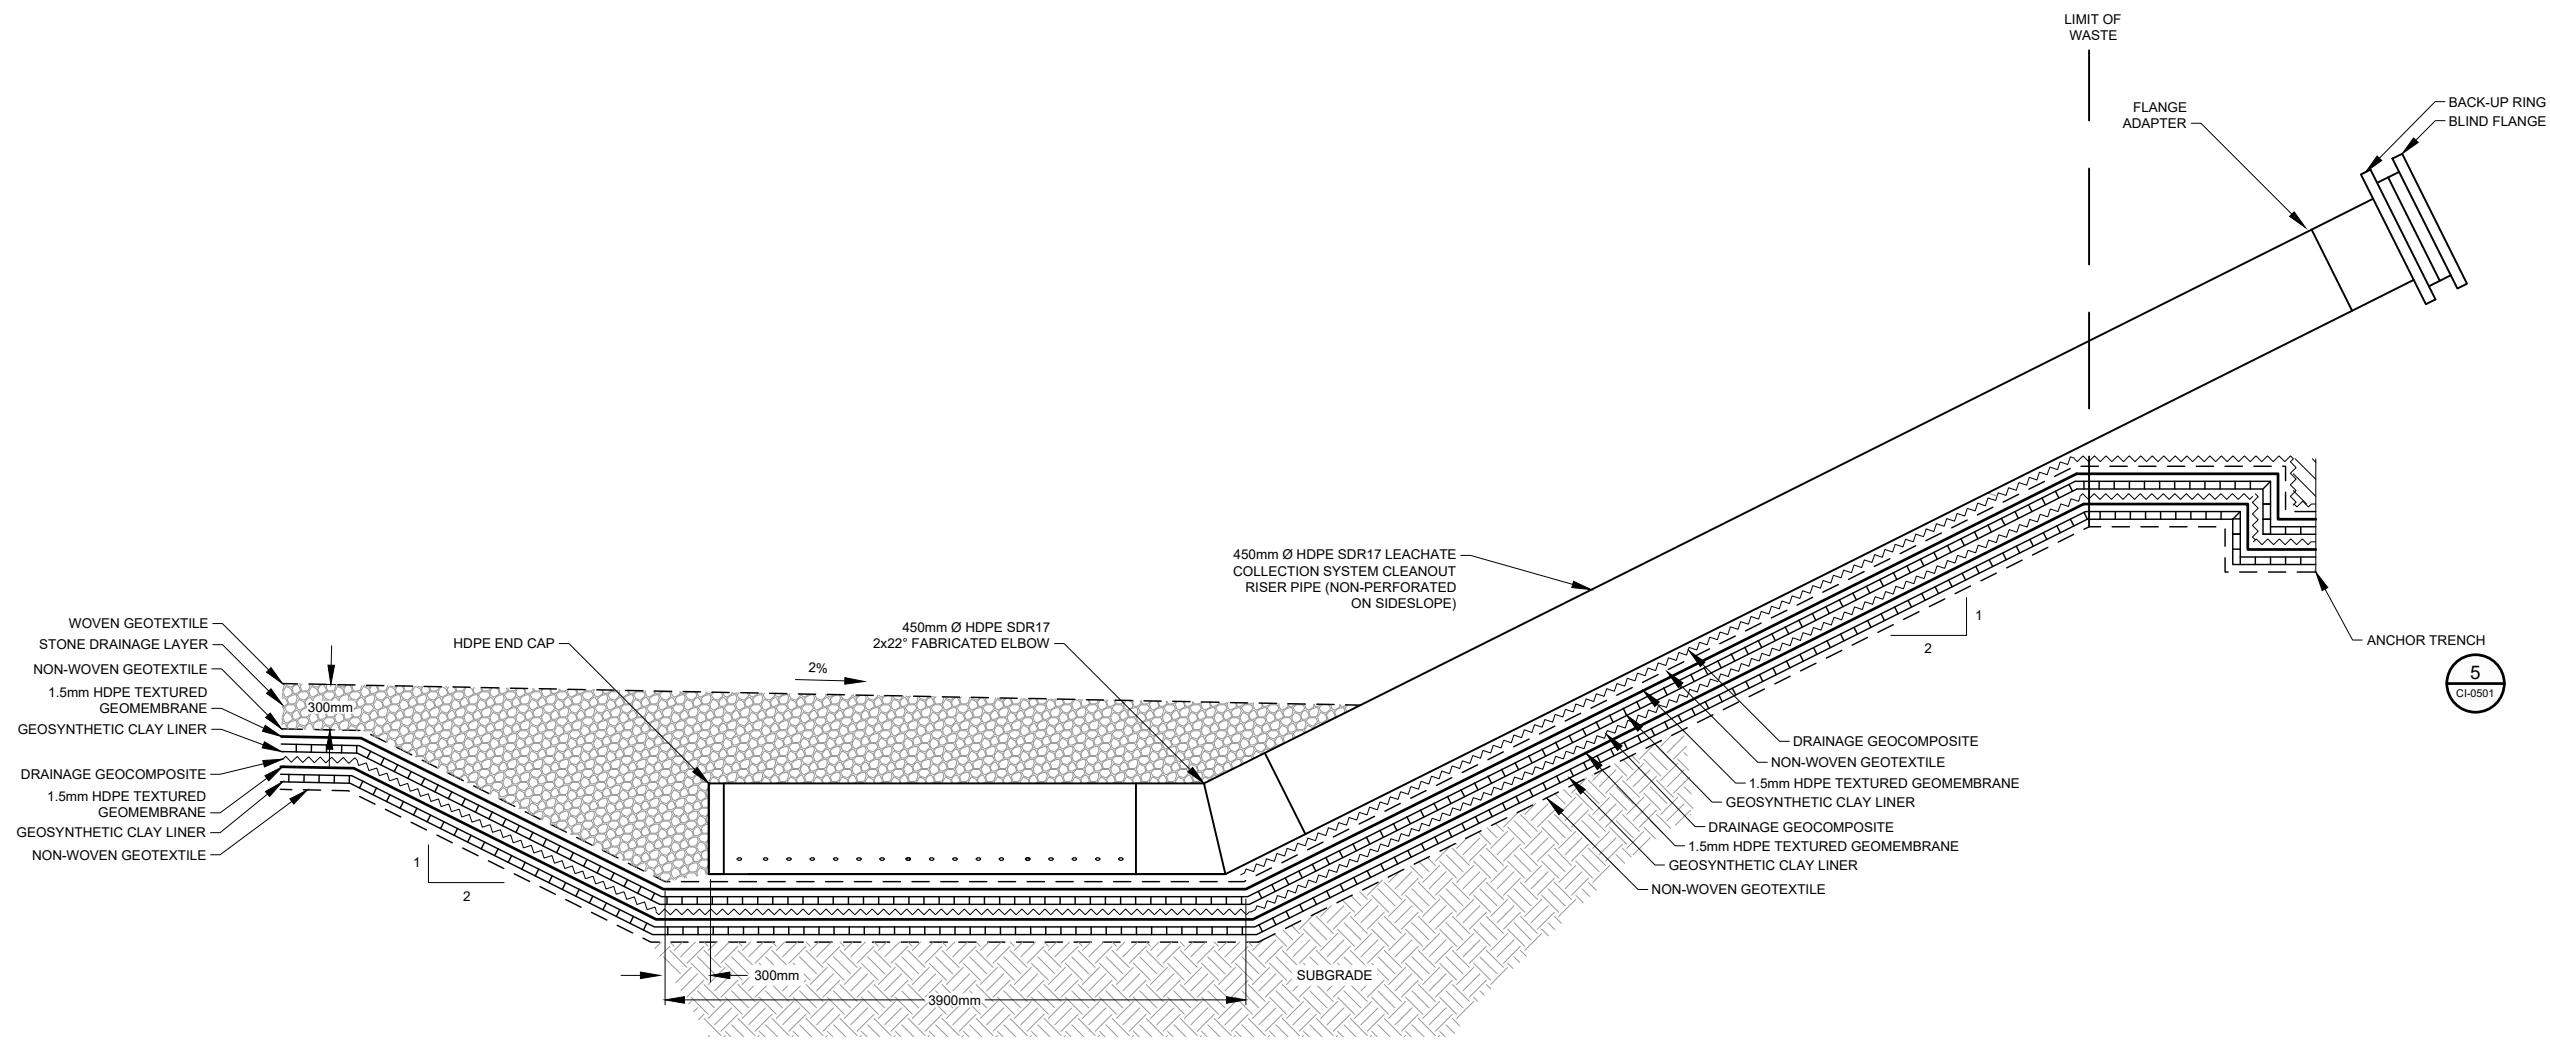 LIMIT OF
WASTE
FLANGE
ADAPTER
BACK-UP RING
BLIND FLANGE
450mm Ø HDPE SDR17 LEACHATE
COLLECTION SYSTEM CLEANOUT
RISER PIPE (NON-PERFORATED
ON SIDESLOPE)
WOVEN GEOTEXTILE
STONE DRAINAGE LAYER
NON-WOVEN GEOTEXTILE
1.5mm HDPE TEXTURED
GEOMEMBRANE
GEOSYNTHETIC CLAY LINER
DRAINAGE GEOCOMPOSITE
1.5mm HDPE TEXTURED
GEOMEMBRANE
GEOSYNTHETIC CLAY LINER
NON-WOVEN GEOTEXTILE
300mm
HDPE END CAP
2%
450mm Ø HDPE SDR17
2x22° FABRICATED ELBOW
1
2
1
2
ANCHOR TRENCH
5
CI-0501
DRAINAGE GEOCOMPOSITE
NON-WOVEN GEOTEXTILE
1.5mm HDPE TEXTURED GEOMEMBRANE
GEOSYNTHETIC CLAY LINER
DRAINAGE GEOCOMPOSITE
1.5mm HDPE TEXTURED GEOMEMBRANE
GEOSYNTHETIC CLAY LINER
NON-WOVEN GEOTEXTILE
300mm
SUBGRADE
3900mm